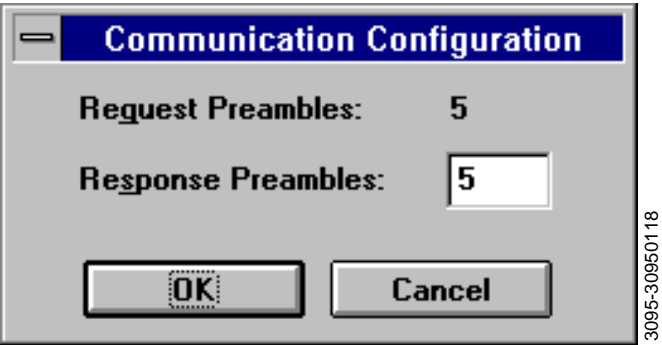 Communication Configuration
Request Preambles: 5
Response Preambles: 5
OK Cancel
3095-30950118